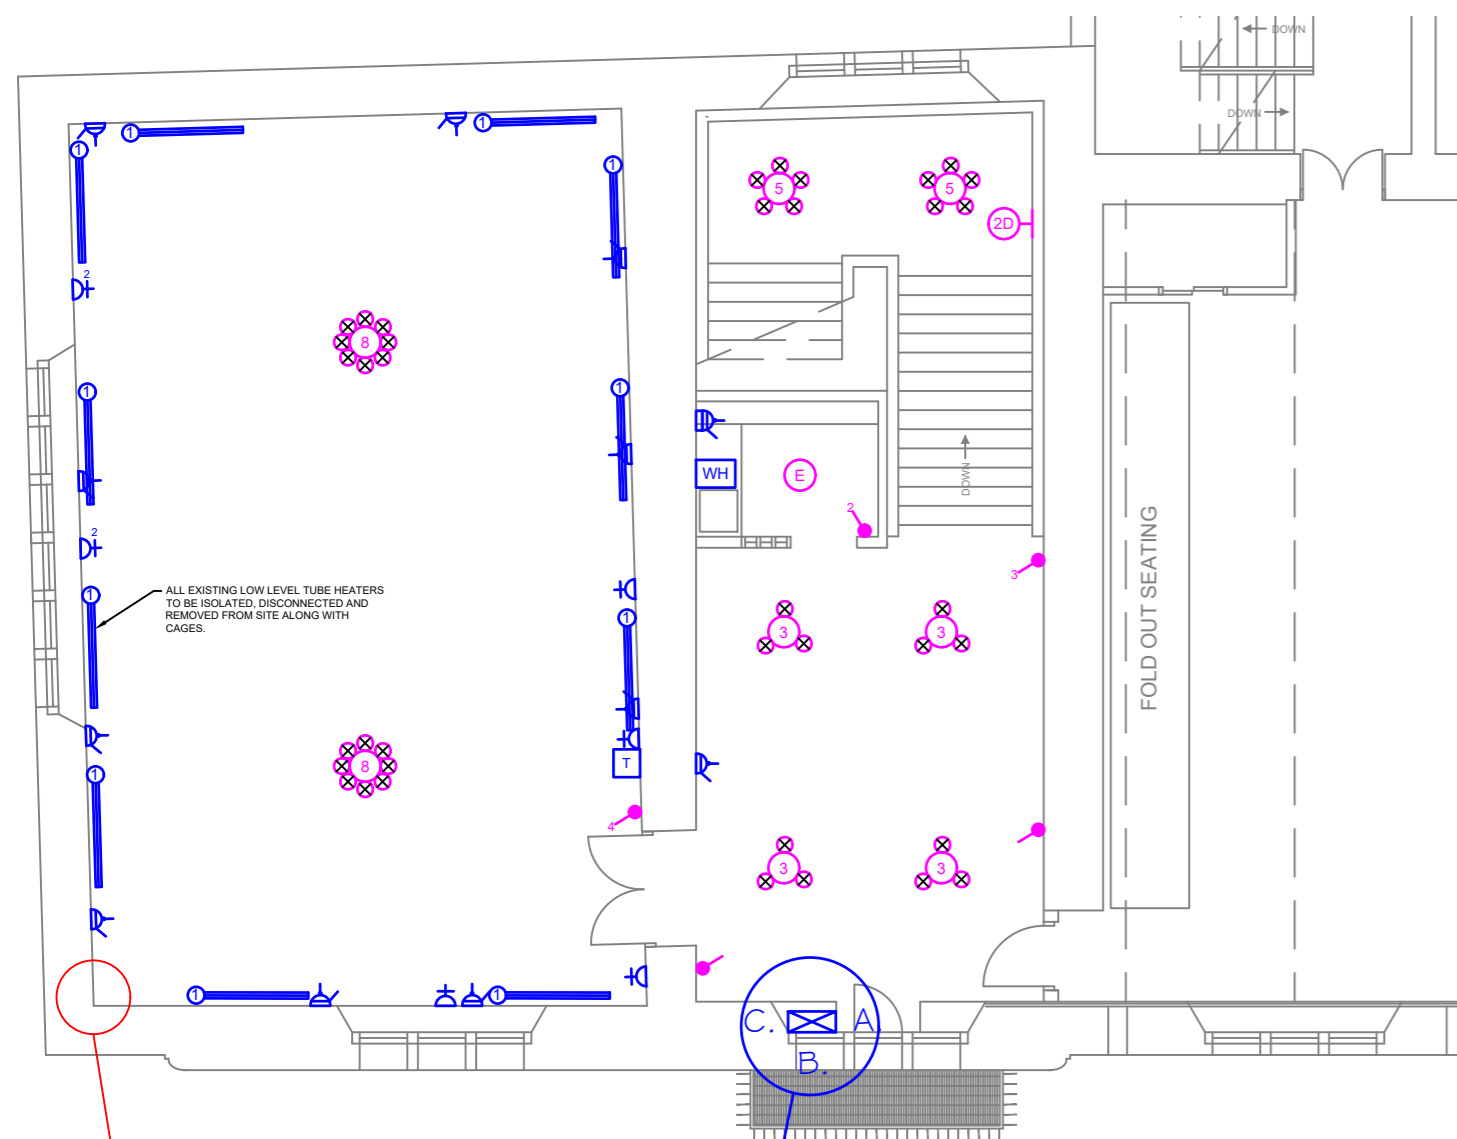 DOWN
DOWN
1
1
1
1
5
5
2D
2
8
1
1
WH
E
DOWN
2
2
3
FOLD OUT SEATING
ALL EXISTING LOW LEVEL TUBE HEATERS
TO BE ISOLATED, DISCONNECTED AND
REMOVED FROM SITE ALONG WITH
CAGES.
1
1
3
3
8
T
1
4
3
3
1
1
C.
A.
B.